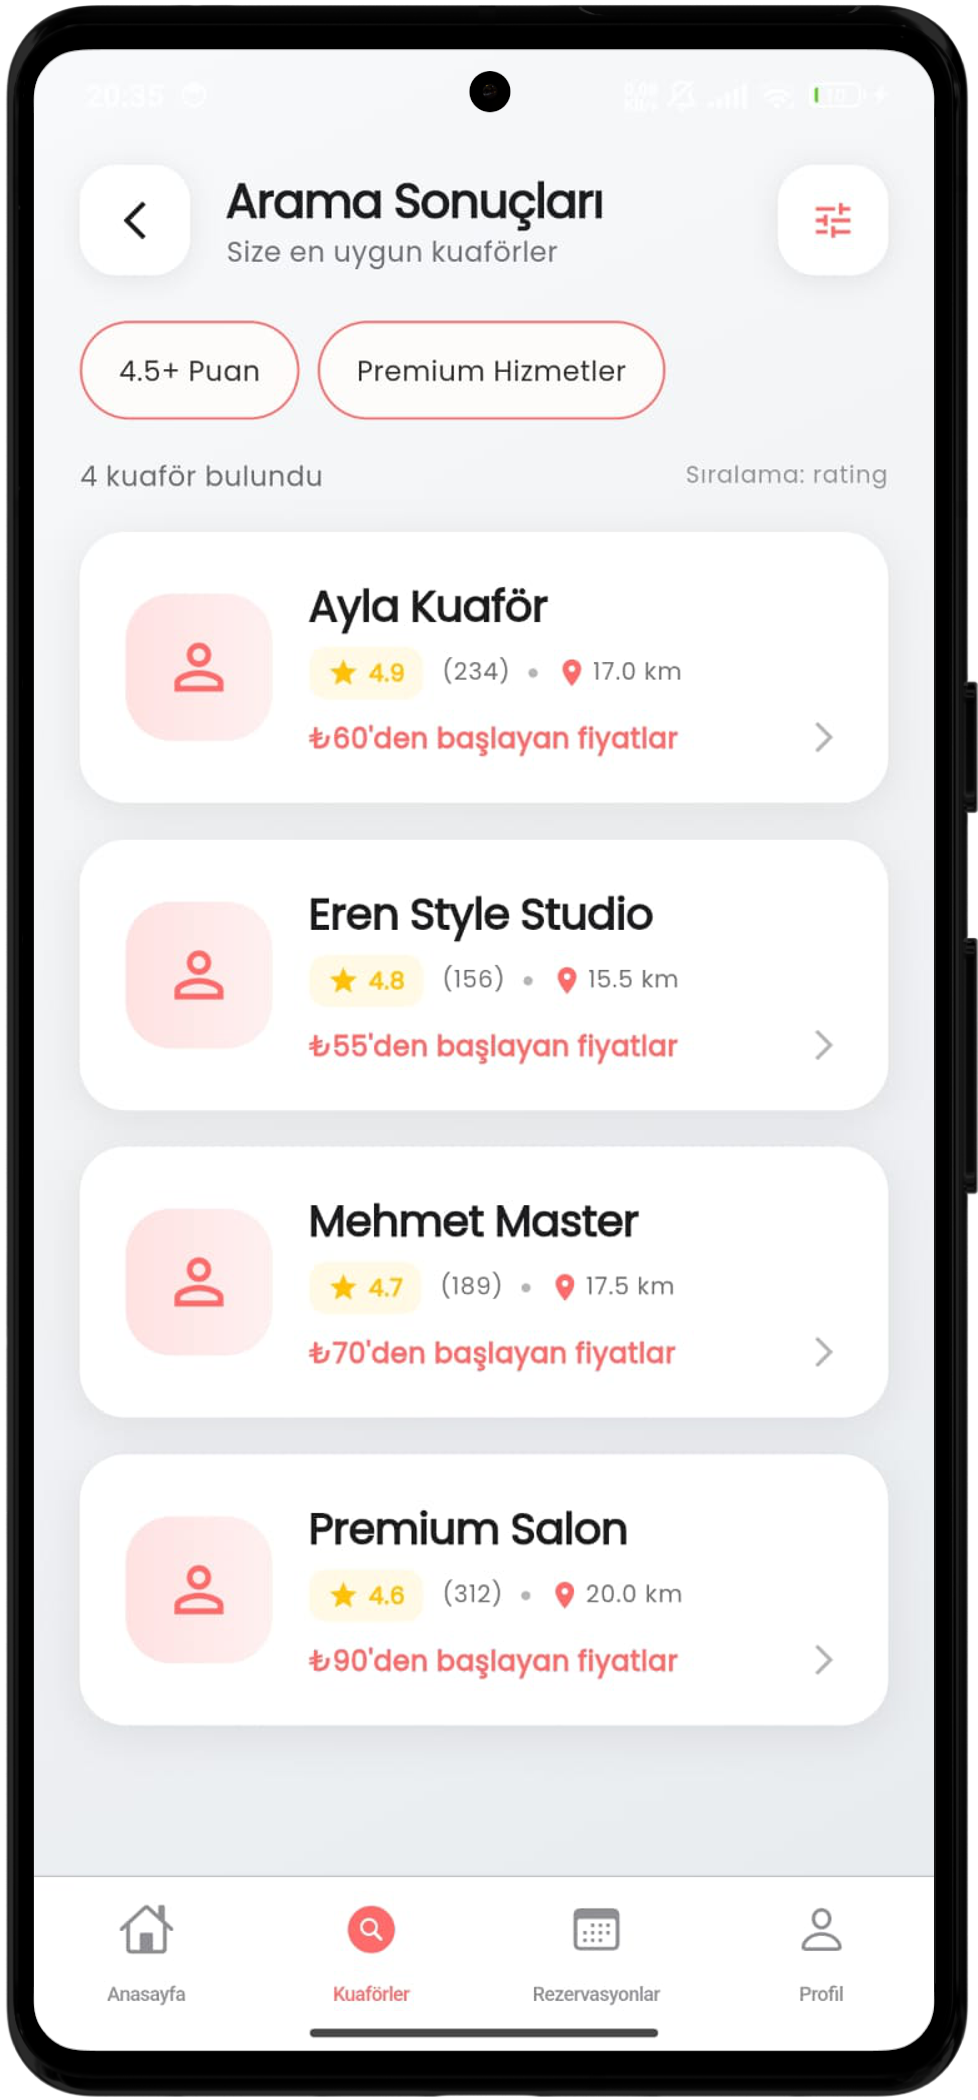 20:35
Arama Sonuçları
Size en uygun kuaförler
4.5+ Puan
Premium Hizmetler
4 kuaför bulundu
Sıralama: rating
Ayla Kuaför
4.9 (234) • 17.0 km
₺60'den başlayan fiyatlar
Eren Style Studio
4.8 (156) • 15.5 km
₺55'den başlayan fiyatlar
Mehmet Master
4.7 (189) • 17.5 km
₺70'den başlayan fiyatlar
Premium Salon
4.6 (312) • 20.0 km
₺90'den başlayan fiyatlar
Anasayfa
Kuaförler
Rezervasyonlar
Profil